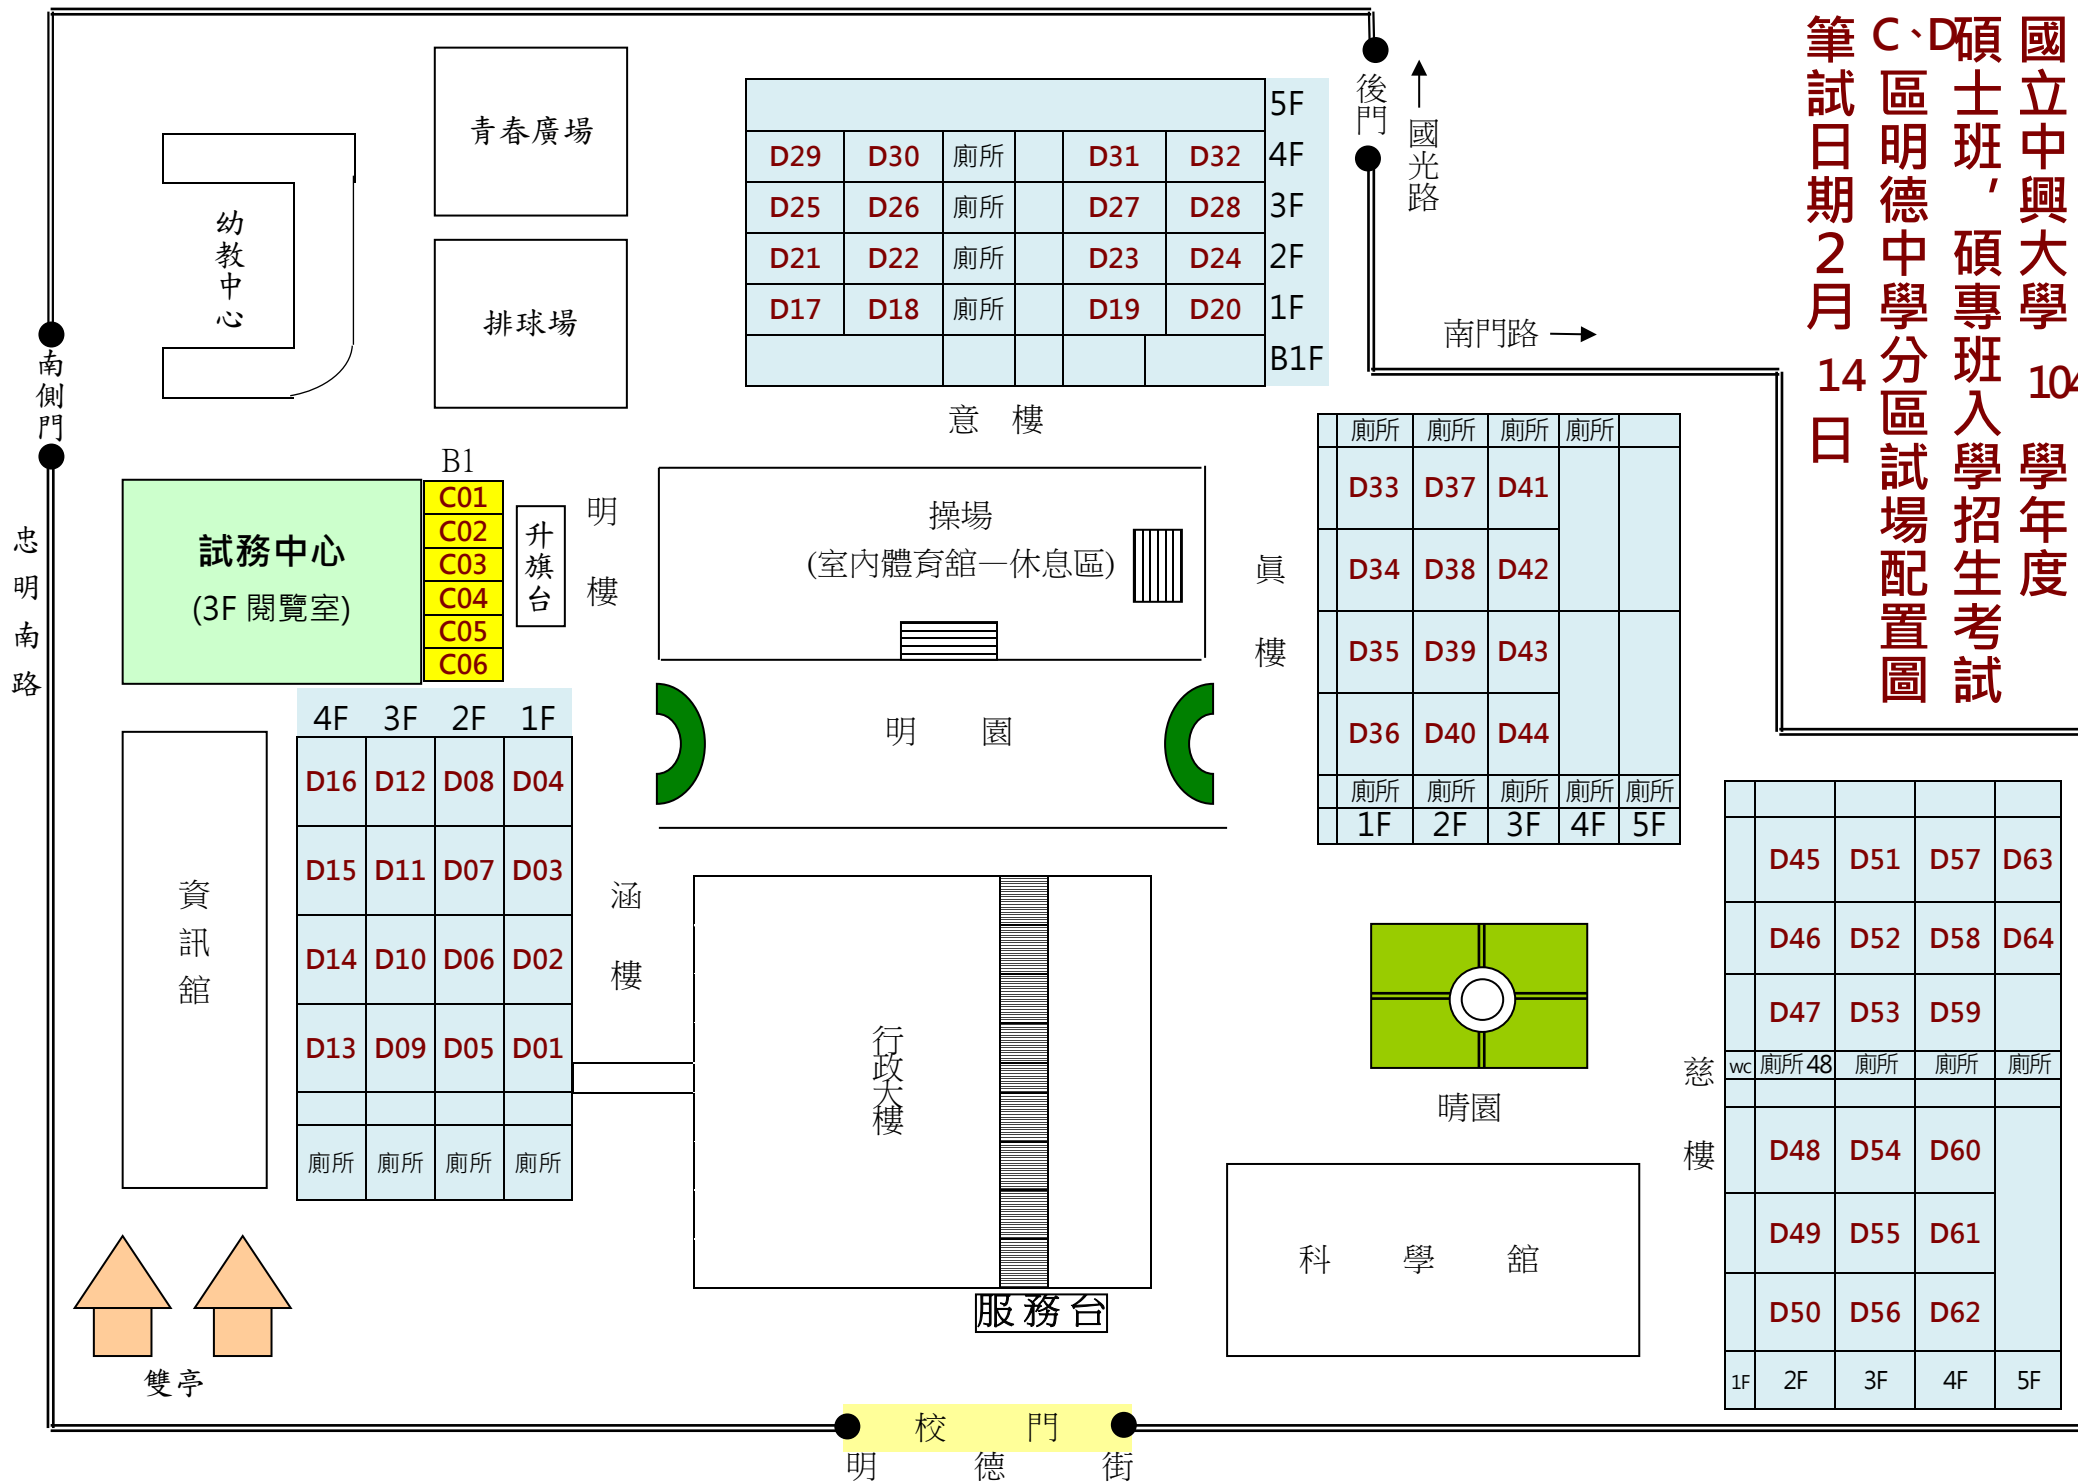 國立中興大學 104 學年度
碩士班，碩專班入學招生考試
C、D 區明德中學分區試場配置圖
筆試日期2月 14 日
青春廣場
排球場
幼教中心
南側門
忠明南路
後門
國光路
南門路
5F
D29 D30 廁所 D31 D32 4F
D25 D26 廁所 D27 D28 3F
D21 D22 廁所 D23 D24 2F
D17 D18 廁所 D19 D20 1F
B1F
意 樓
B1
C01
C02
C03
C04
C05
C06
試務中心
(3F 閱覽室)
升旗台
明樓
操場
(室內體育舘—休息區)
明 園
真樓
廁所 廁所 廁所 廁所
D33 D37 D41
D34 D38 D42
D35 D39 D43
D36 D40 D44
廁所 廁所 廁所 廁所 廁所
1F 2F 3F 4F 5F
4F 3F 2F 1F
D16 D12 D08 D04
D15 D11 D07 D03
D14 D10 D06 D02
D13 D09 D05 D01
廁所 廁所 廁所 廁所
資訊舘
涵樓
行政大樓
服務台
晴園
科 學 舘
慈樓
D45 D51 D57 D63
D46 D52 D58 D64
D47 D53 D59
wc 廁所48 廁所 廁所 廁所
D48 D54 D60
D49 D55 D61
D50 D56 D62
1F 2F 3F 4F 5F
雙亭
校 門
明 德 街